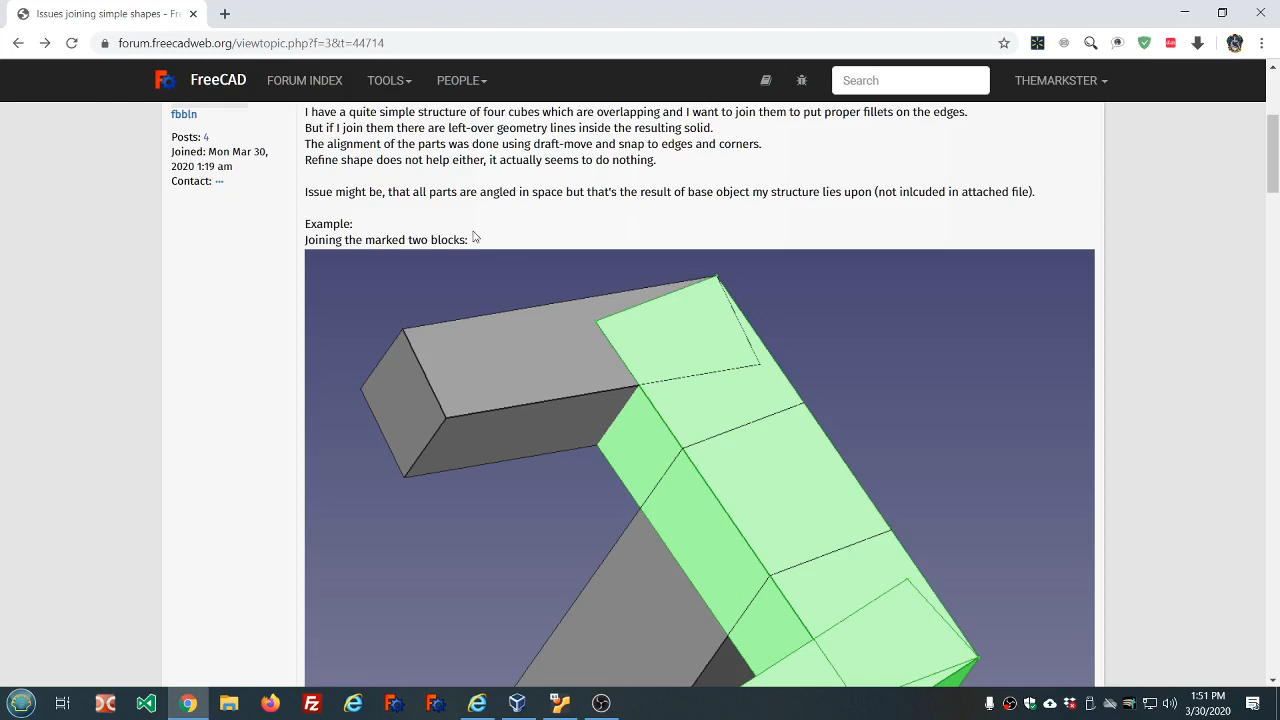 Issues joining simple shapes - Fre
forum.freecadweb.org/viewtopic.php?f=3&t=44714
FreeCAD FORUM INDEX TOOLS PEOPLE Search THEMARKSTER
fbbln
Posts: 4
Joined: Mon Mar 30,
2020 1:19 am
Contact:
I have a quite simple structure of four cubes which are overlapping and I want to join them to put proper fillets on the edges.
But if I join them there are left-over geometry lines inside the resulting solid.
The alignment of the parts was done using draft-move and snap to edges and corners.
Refine shape does not help either, it actually seems to do nothing.
Issue might be, that all parts are angled in space but that's the result of base object my structure lies upon (not inlcuded in attached file).
Example:
Joining the marked two blocks:
1:51 PM
3/30/2020